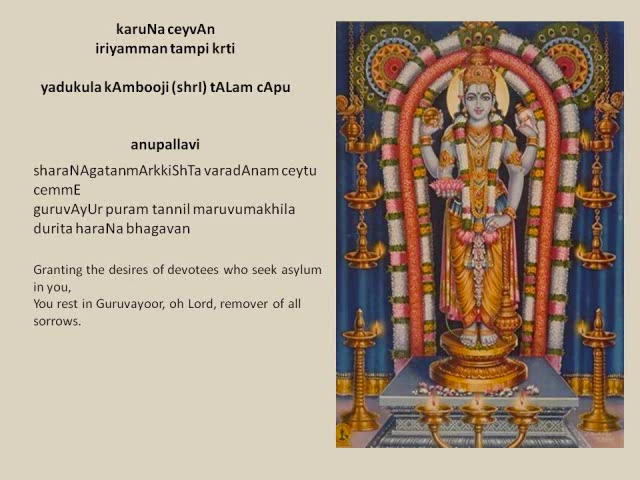 karuNa ceyvAn
iriyamman tampi krti
yadukula kAmbooji (shrI) tALam cApu
anupallavi
sharaNAgatanmArkkiShTa varadAnam ceytu
cemmE
guruvAyUr puram tannil maruvumakhila
durita haraNa bhagavan
Granting the desires of devotees who seek asylum
in you,
You rest in Guruvayoor, oh Lord, remover of all
sorrows.